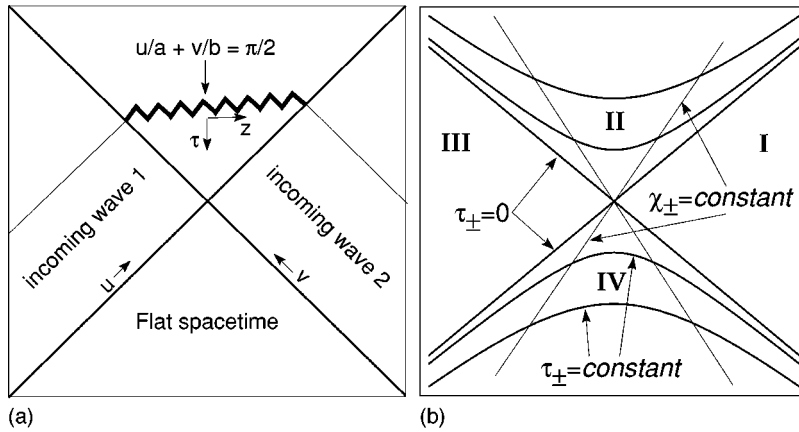 u/a + v/b = π/2
τ
z
incoming wave 1
incoming wave 2
u
v
Flat spacetime
(a)
II
III
I
τ±=0
χ±=constant
IV
τ±=constant
(b)